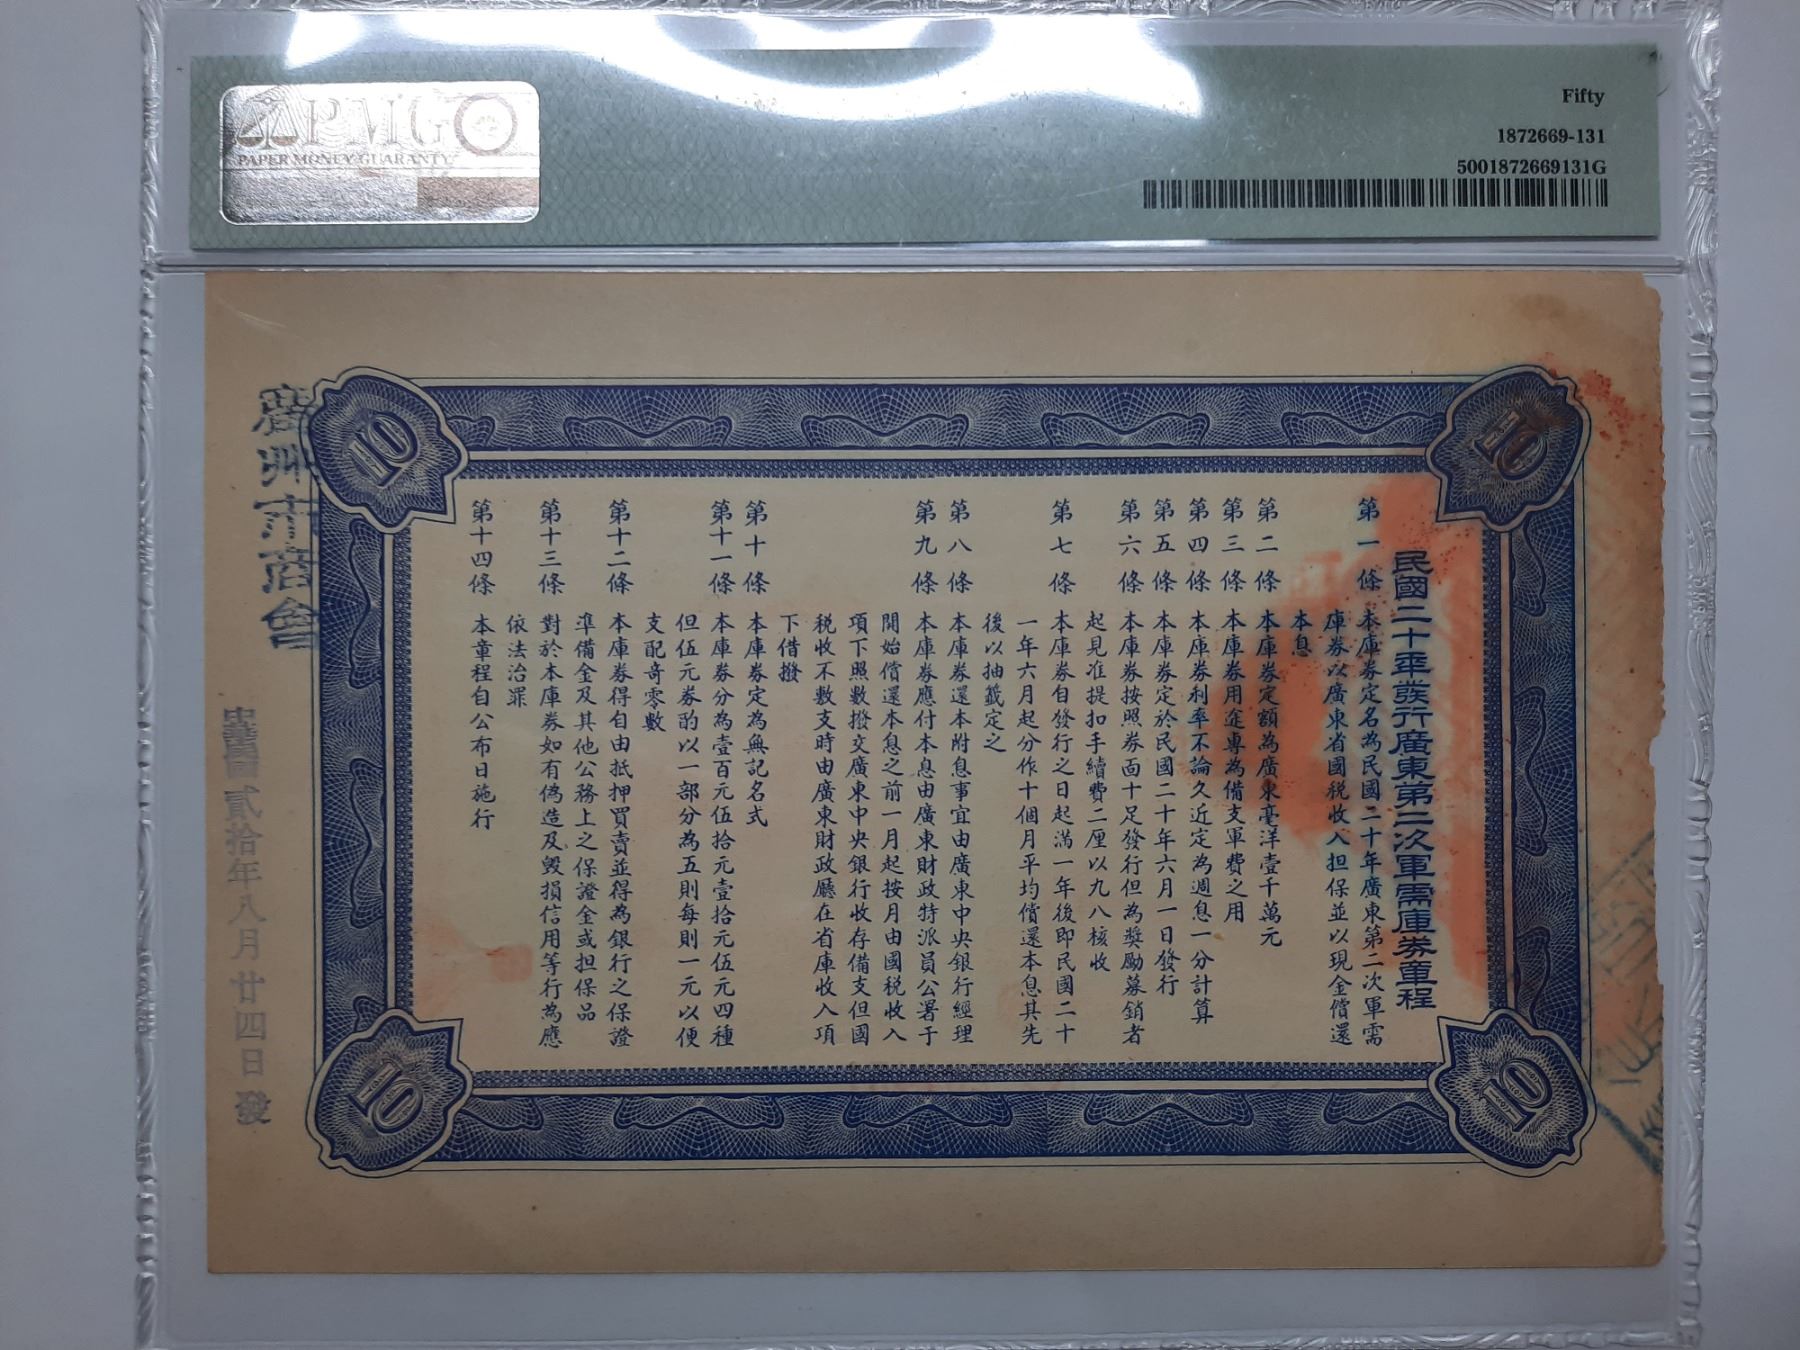 PMG
PAPER MONEY GUARANTY
Fifty
1872669-131
5001872669131G
10
10
民國二十年發行廣東第二次軍需庫券章程
第一條 本庫券定名為民國二十年廣東第二次軍需
庫券以廣東省國税收入担保並以現金償還
本息
第二條 本庫券定額為廣東毫洋壹千萬元
第三條 本庫券用途專為備支軍費之用
第四條 本庫券利率不論久近定為週息一分計算
第五條 本庫券定於民國二十年六月一日發行
第六條 本庫券按照券面十足發行但為奬勵募銷者
起見准提扣手續費二厘以九八核收
第七條 本庫券自發行之日起滿一年後即民國二十
一年六月起分作十個月平均償還本息其先
後以抽籤定之
第八條 本庫券還本附息事宜由廣東中央銀行經理
第九條 本庫券應付本息由廣東財政特派員公署于
開始償還本息之前一月起按月由國税收入
項下照數撥交廣東中央銀行收存備支但國
税收不敷支時由廣東財政廳在省庫收入項
下借撥
第十條 本庫券定為無記名式
第十一條 本庫券分為壹百元伍拾元壹拾元伍元四種
但伍元券酌以一部分為五則每則一元以便
支配竒零數
第十二條 本庫券得自由抵押買賣並得為銀行之保證
準備金及其他公務上之保證金或担保品
第十三條 對於本庫券如有偽造及毁損信用等行為應
依法治罪
第十四條 本章程自公布日施行
10
10
廣州市商會
中華民國貳拾年八月廿四日發